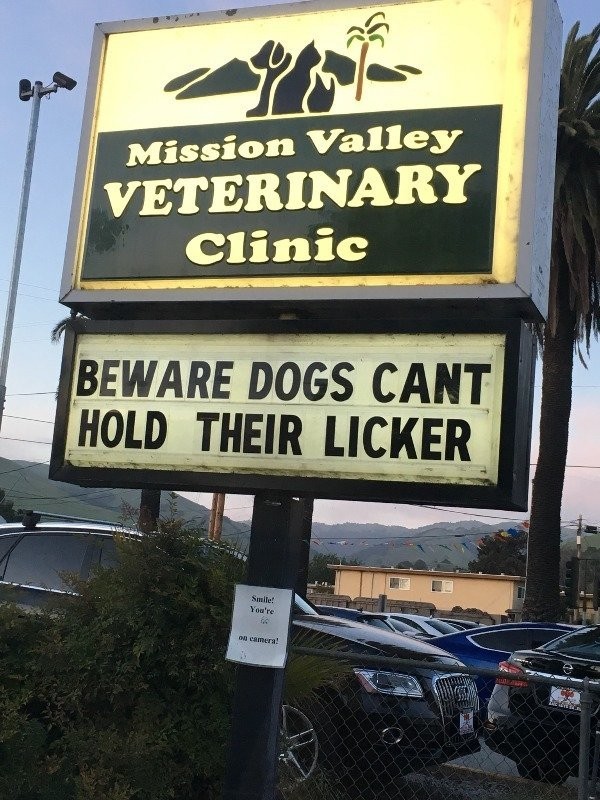 Mission Valley
VETERINARY
Clinic
BEWARE DOGS CANT
HOLD THEIR LICKER
Smile!
You're
on camera!